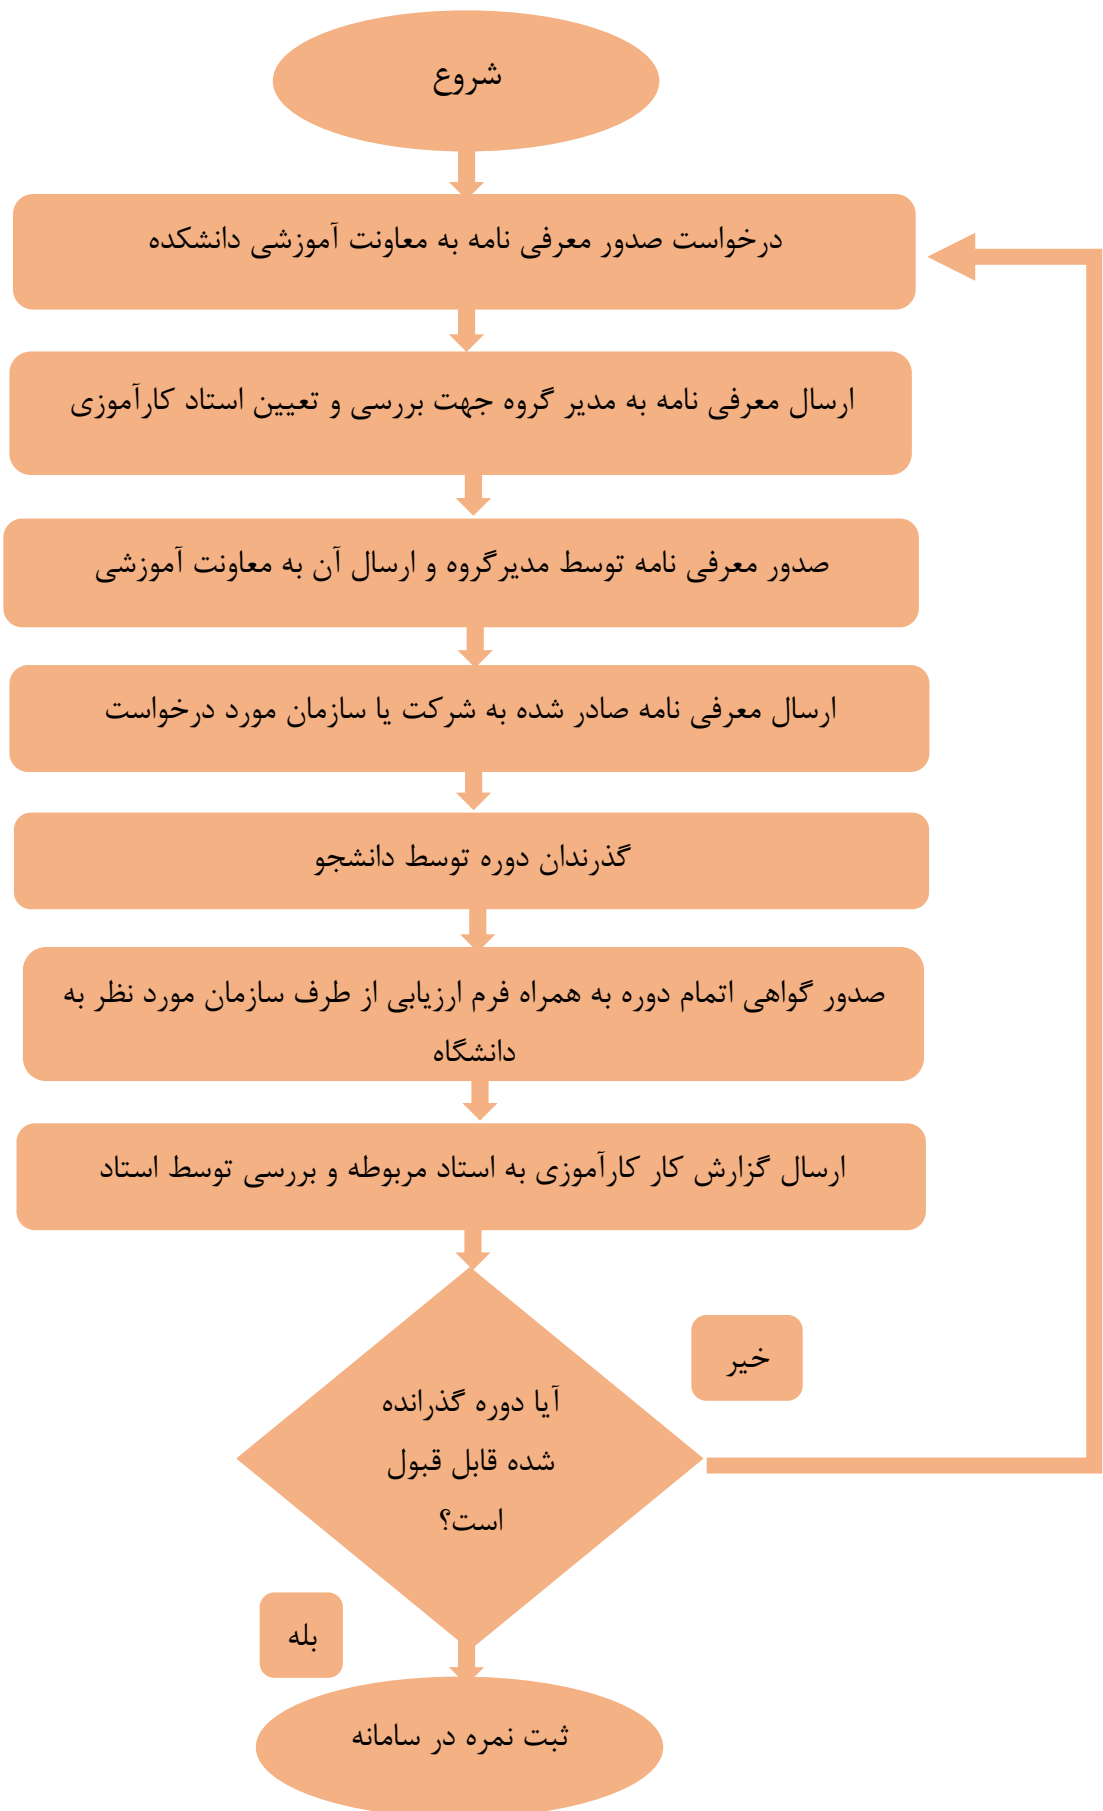 شروع
درخواست صدور معرفی نامه به معاونت آموزشی دانشکده
ارسال معرفی نامه به مدیر گروه جهت بررسی و تعیین استاد کارآموزی
صدور معرفی نامه توسط مدیرگروه و ارسال آن به معاونت آموزشی
ارسال معرفی نامه صادر شده به شرکت یا سازمان مورد درخواست
گذرندان دوره توسط دانشجو
صدور گواهی اتمام دوره به همراه فرم ارزیابی از طرف سازمان مورد نظر به
دانشگاه
ارسال گزارش کار کارآموزی به استاد مربوطه و بررسی توسط استاد
خیر
آیا دوره گذرانده
شده قابل قبول
است؟
بله
ثبت نمره در سامانه